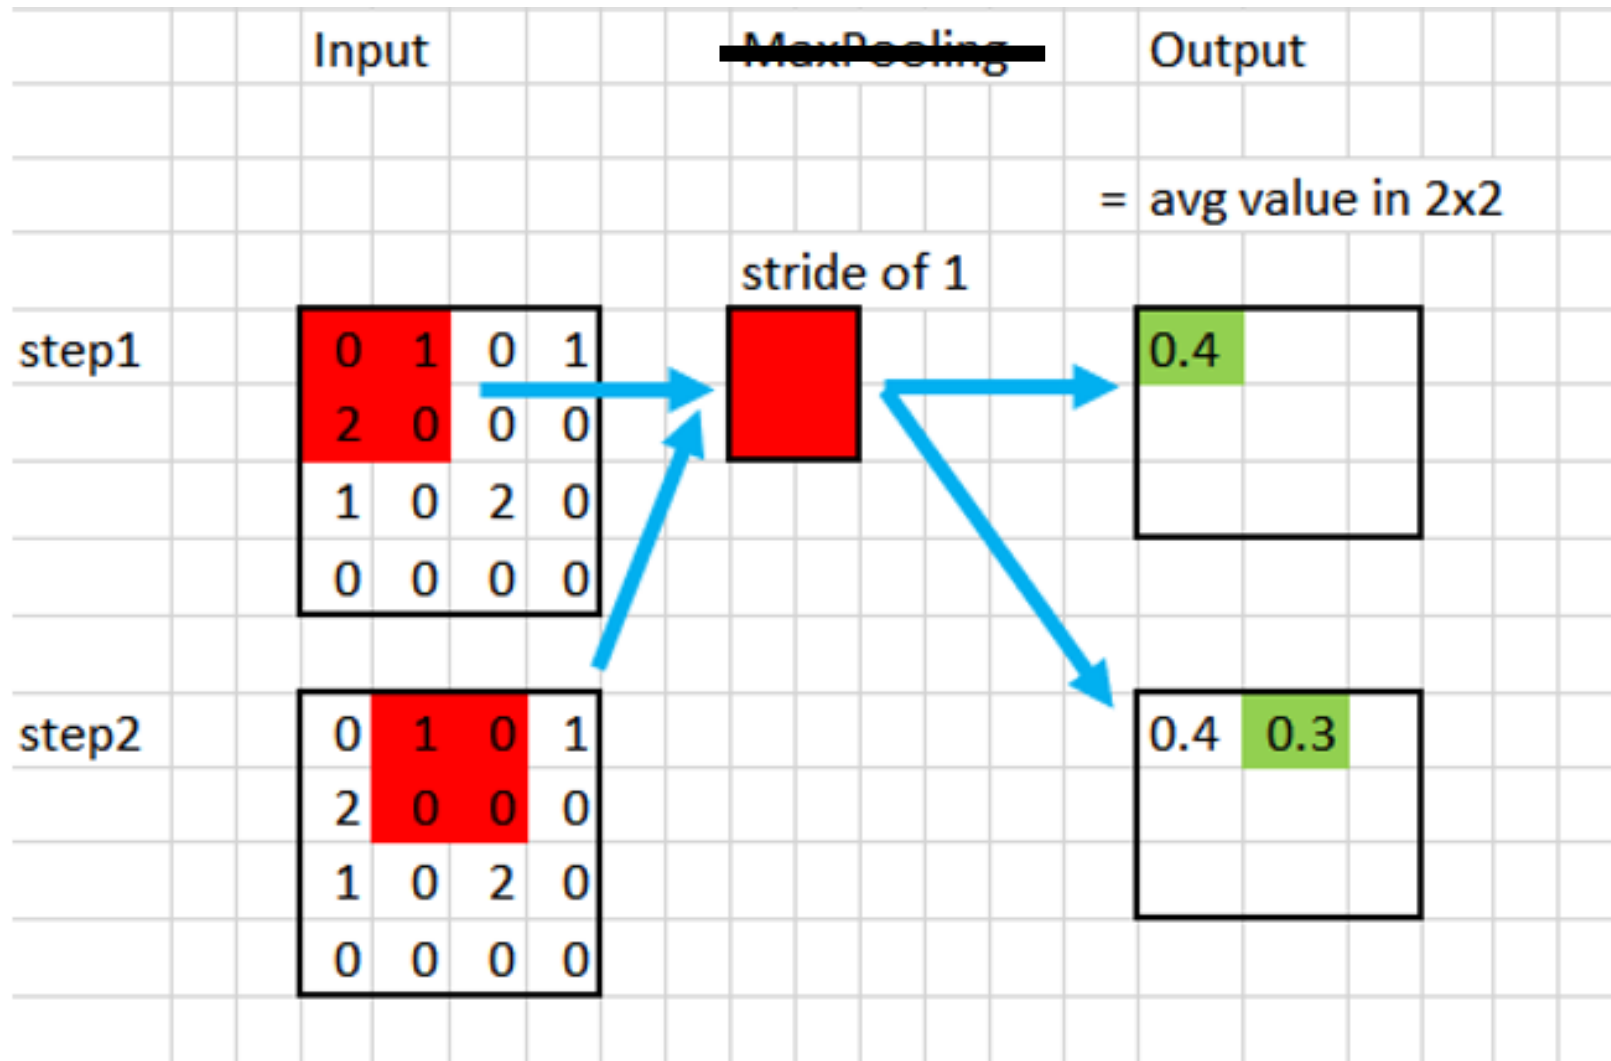 Input MaxPooling Output
= avg value in 2x2
stride of 1
step1 0 1 0 1 0.4
2 0 0 0
1 0 2 0
0 0 0 0
step2 0 1 0 1 0.4 0.3
2 0 0 0
1 0 2 0
0 0 0 0